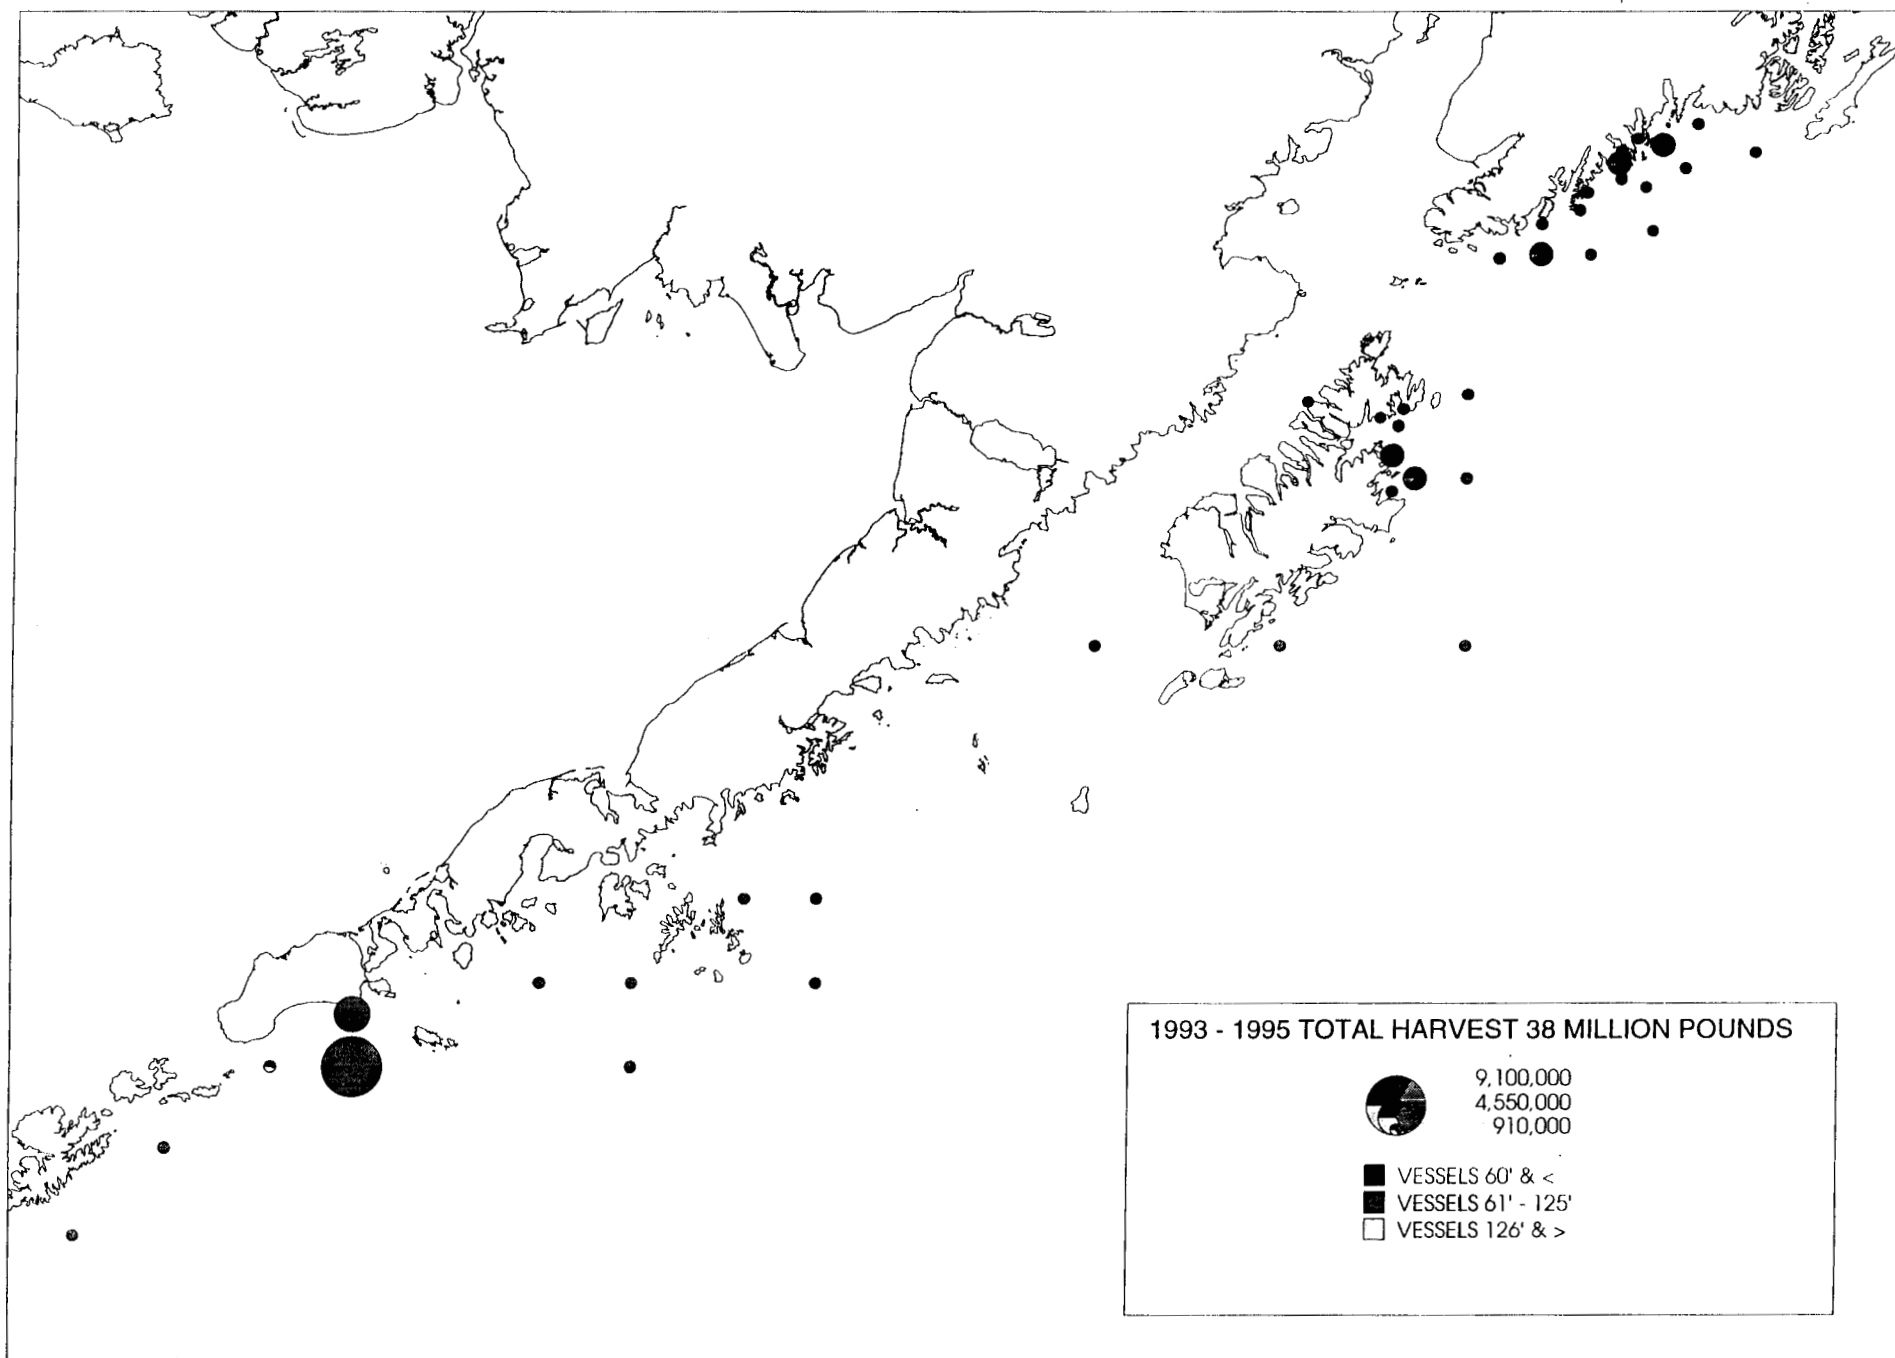 1993 - 1995 TOTAL HARVEST 38 MILLION POUNDS
9,100,000
4,550,000
910,000
VESSELS 60' & <
VESSELS 61' - 125'
VESSELS 126' & >